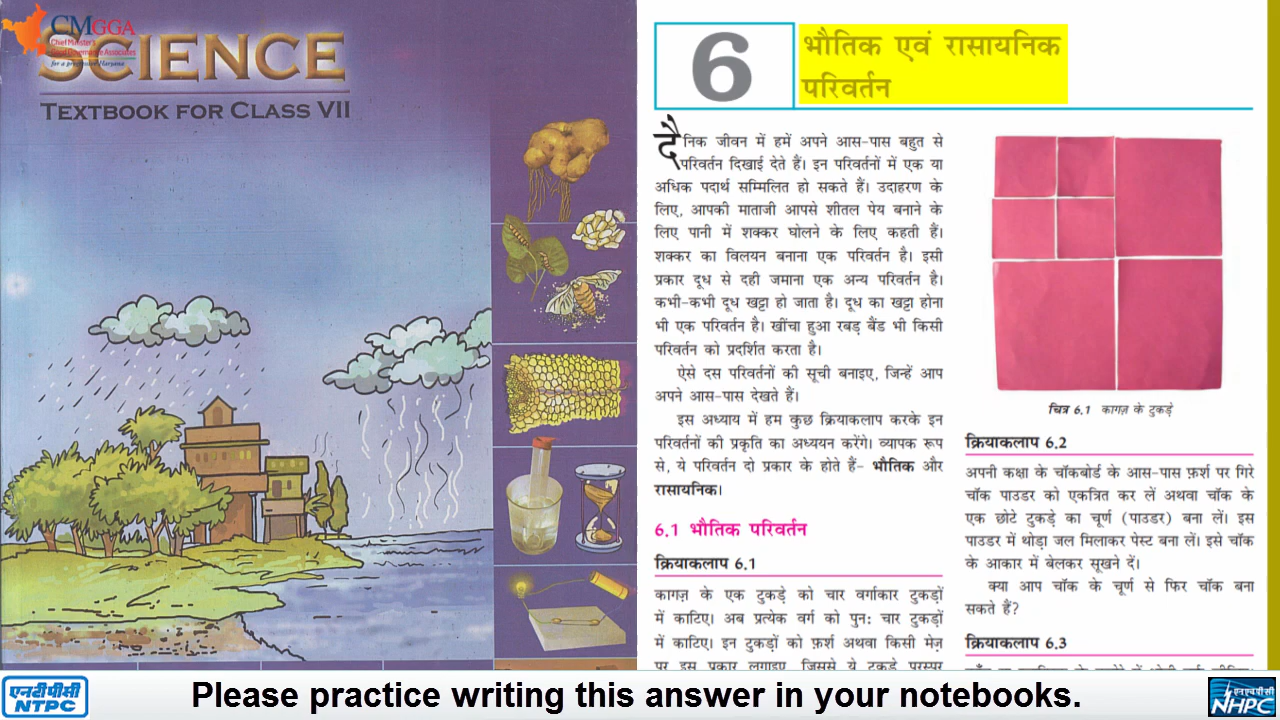 CMGGA
Chief Minister's
Good Governance Associates
for a progressive Haryana
SCIENCE
TEXTBOOK FOR CLASS VII
6
भौतिक एवं रासायनिक
परिवर्तन
दैनिक जीवन में हमें अपने आस-पास बहुत से
परिवर्तन दिखाई देते हैं। इन परिवर्तनों में एक या
अधिक पदार्थ सम्मिलित हो सकते हैं। उदाहरण के
लिए, आपकी माताजी आपसे शीतल पेय बनाने के
लिए पानी में शक्कर घोलने के लिए कहती हैं।
शक्कर का विलयन बनाना एक परिवर्तन है। इसी
प्रकार दूध से दही जमाना एक अन्य परिवर्तन है।
कभी-कभी दूध खट्टा हो जाता है। दूध का खट्टा होना
भी एक परिवर्तन है। खींचा हुआ रबड़ बैंड भी किसी
परिवर्तन को प्रदर्शित करता है।
ऐसे दस परिवर्तनों की सूची बनाइए, जिन्हें आप
अपने आस-पास देखते हैं।
इस अध्याय में हम कुछ क्रियाकलाप करके इन
परिवर्तनों की प्रकृति का अध्ययन करेंगे। व्यापक रूप
से, ये परिवर्तन दो प्रकार के होते हैं- भौतिक और
रासायनिक।
6.1 भौतिक परिवर्तन
क्रियाकलाप 6.1
कागज़ के एक टुकड़े को चार वर्गाकार टुकड़ों
में काटिए। अब प्रत्येक वर्ग को पुन: चार टुकड़ों
में काटिए। इन टुकड़ों को फ़र्श अथवा किसी मेज़
पर इस प्रकार लगाइए, जिससे ये टुकड़े परस्पर
चित्र 6.1 कागज़ के टुकड़े
क्रियाकलाप 6.2
अपनी कक्षा के चॉकबोर्ड के आस-पास फ़र्श पर गिरे
चॉक पाउडर को एकत्रित कर लें अथवा चॉक के
एक छोटे टुकड़े का चूर्ण (पाउडर) बना लें। इस
पाउडर में थोड़ा जल मिलाकर पेस्ट बना लें। इसे चॉक
के आकार में बेलकर सूखने दें।
क्या आप चॉक के चूर्ण से फिर चॉक बना
सकते हैं?
क्रियाकलाप 6.3
एनटीपीसी
NTPC
Please practice writing this answer in your notebooks.
एनएचपीसी
NHPC